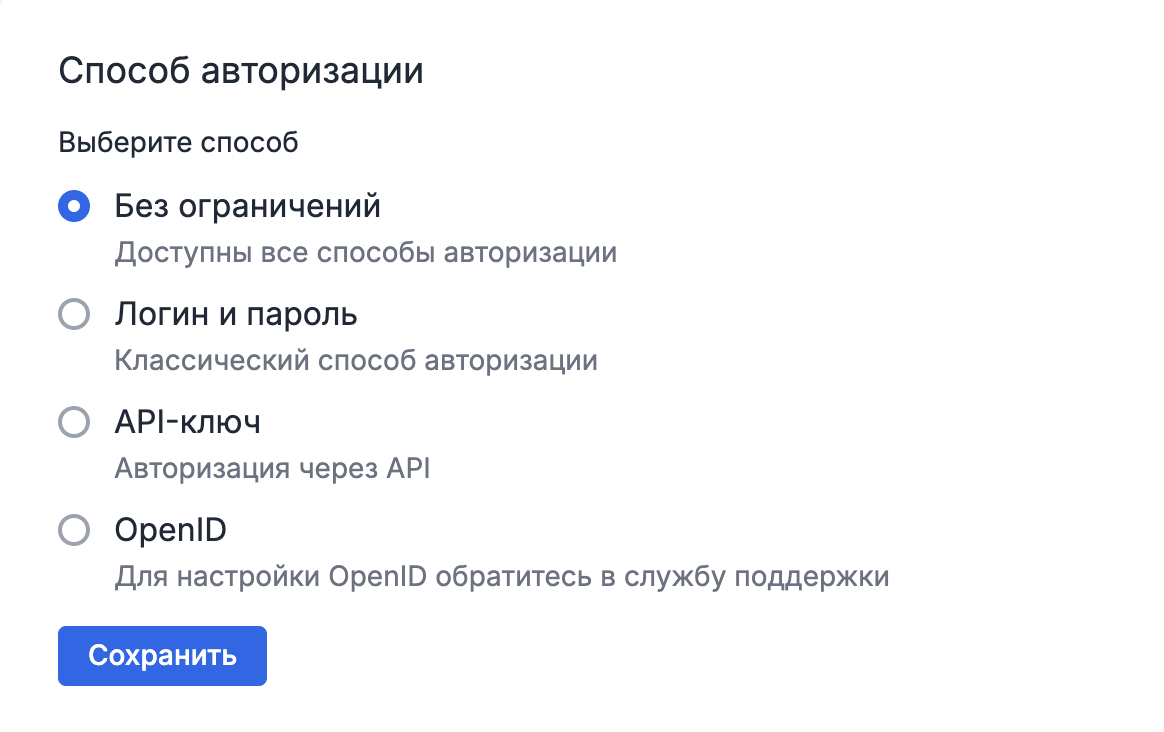 Способ авторизации
Выберите способ
Без ограничений
Доступны все способы авторизации
Логин и пароль
Классический способ авторизации
API-ключ
Авторизация через API
OpenID
Для настройки OpenID обратитесь в службу поддержки
Сохранить